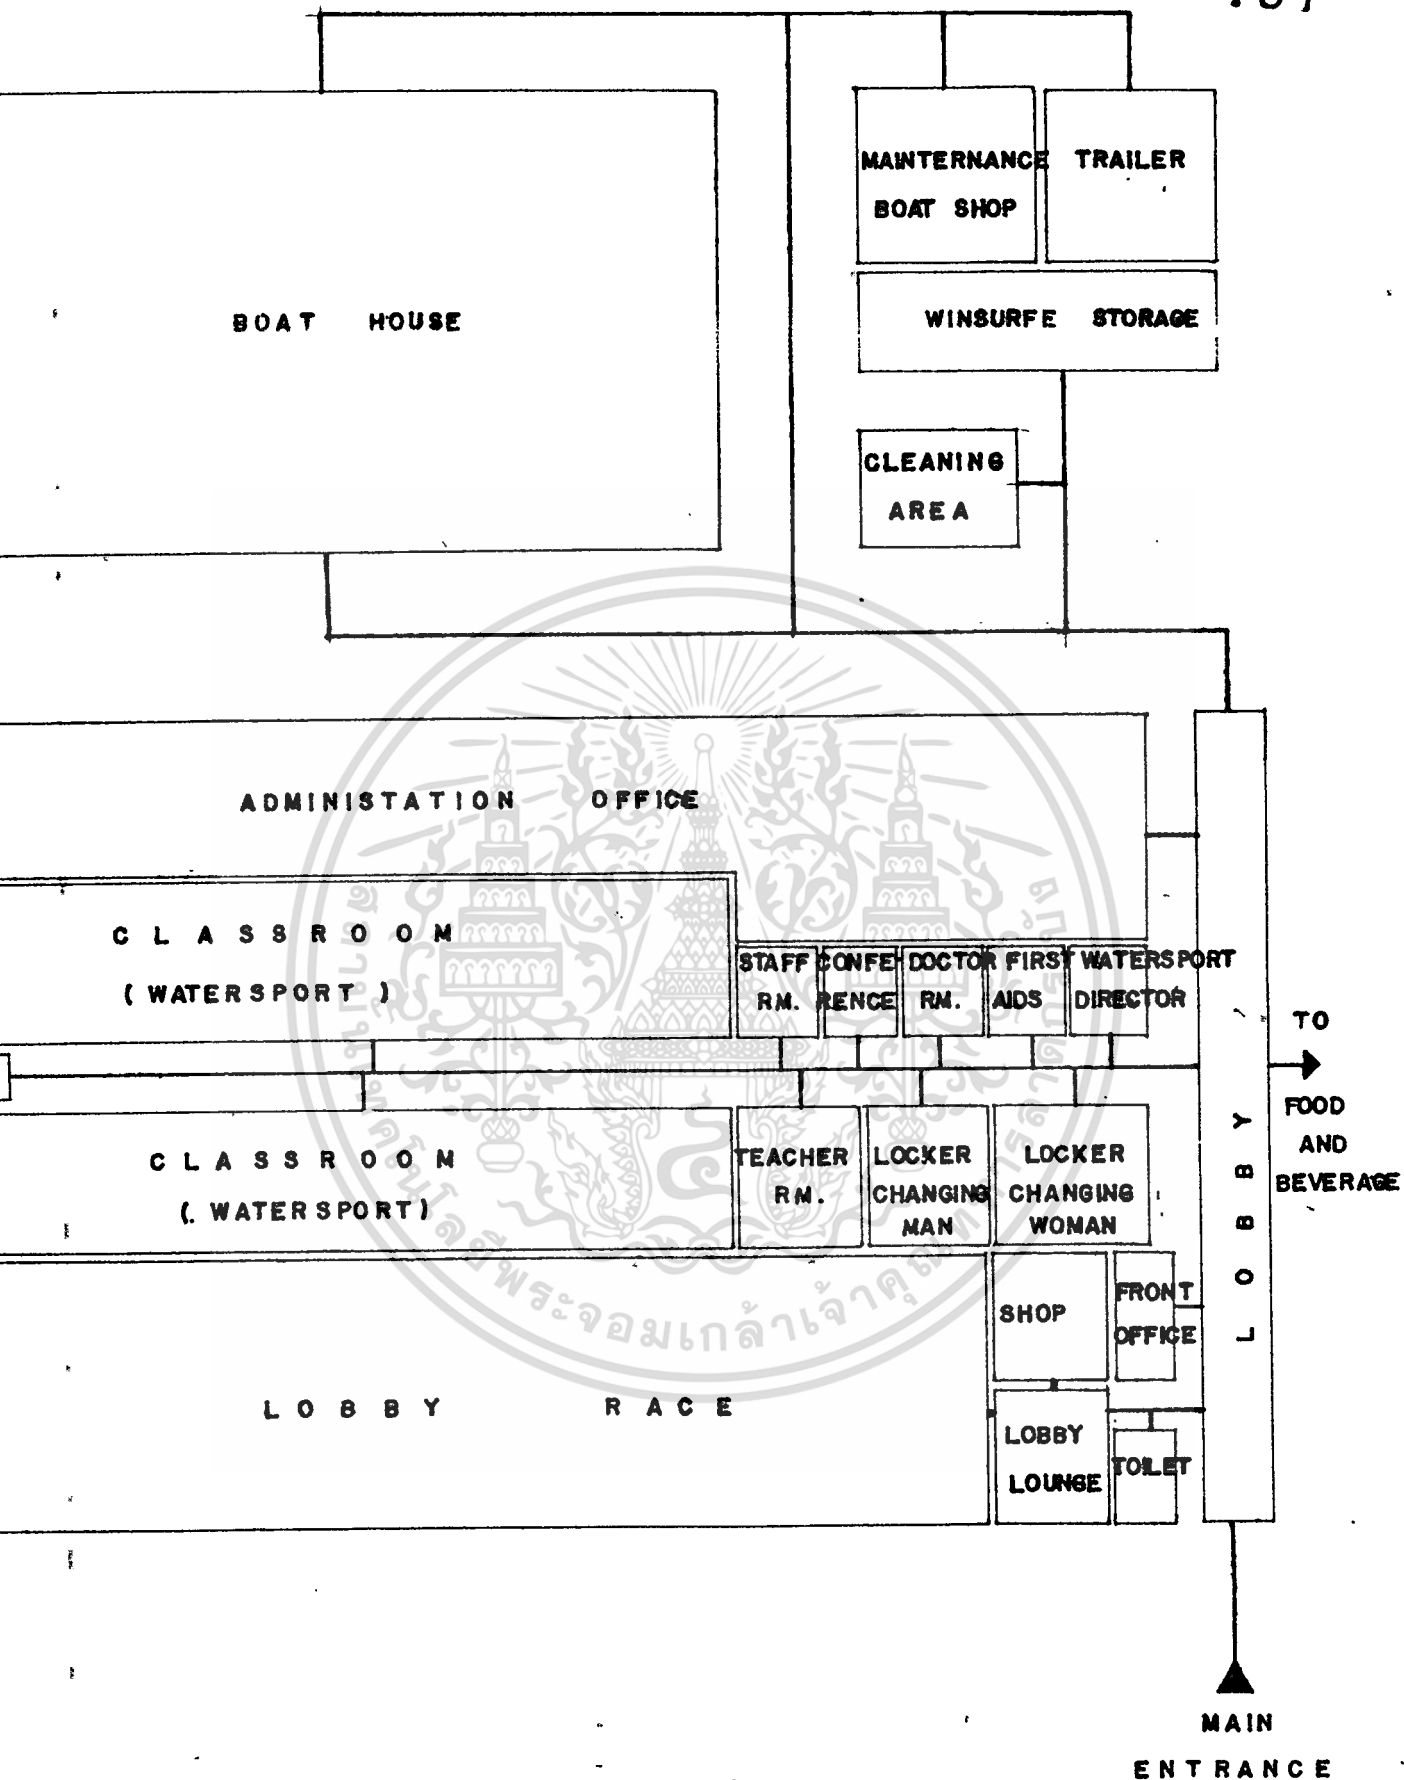 MAINTERNANCE
BOAT SHOP
TRAILER
BOAT HOUSE
WINSURFE STORAGE
CLEANING
AREA
ADMINISTATION OFFICE
CLASSROOM
( WATERSPORT )
STAFF
RM.
CONFE-
RENCE
DOCTOR
RM.
FIRST
AIDS
WATERSPORT
DIRECTOR
TO
FOOD
AND
BEVERAGE
LOBBY
CLASSROOM
(. WATERSPORT)
TEACHER
RM.
LOCKER
CHANGING
MAN
LOCKER
CHANGING
WOMAN
SHOP
FRONT
OFFICE
LOBBY RACE
LOBBY
LOUNGE
TOILET
MAIN
ENTRANCE